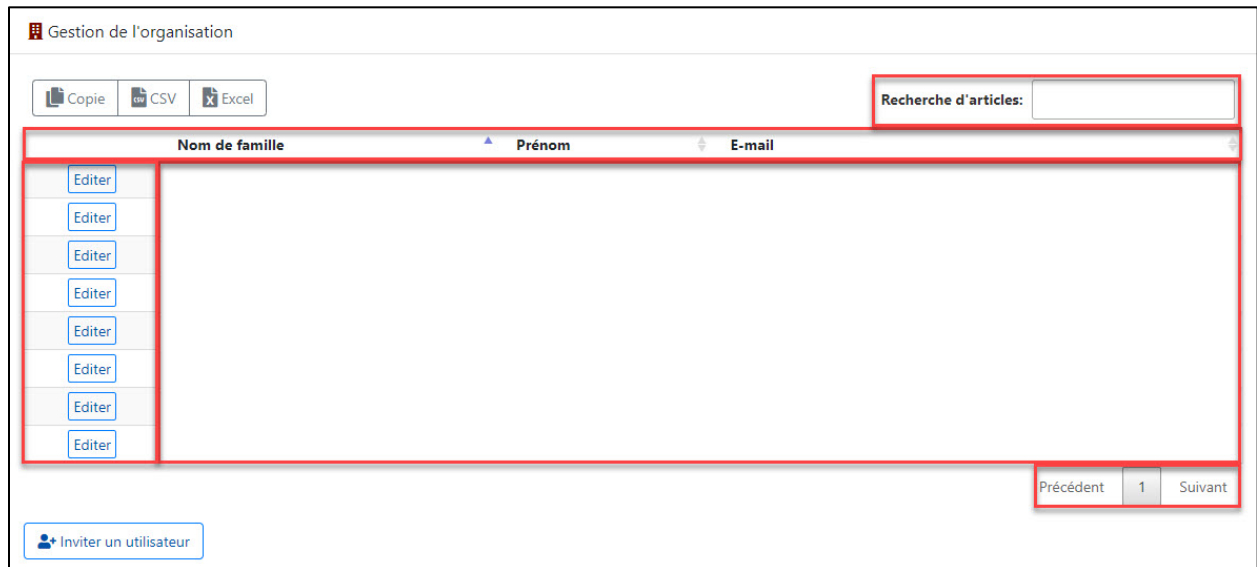 Gestion de l'organisation
Copie CSV Excel
Recherche d'articles:
Nom de famille Prénom E-mail
Editer
Editer
Editer
Editer
Editer
Editer
Editer
Editer
Précédent 1 Suivant
Inviter un utilisateur